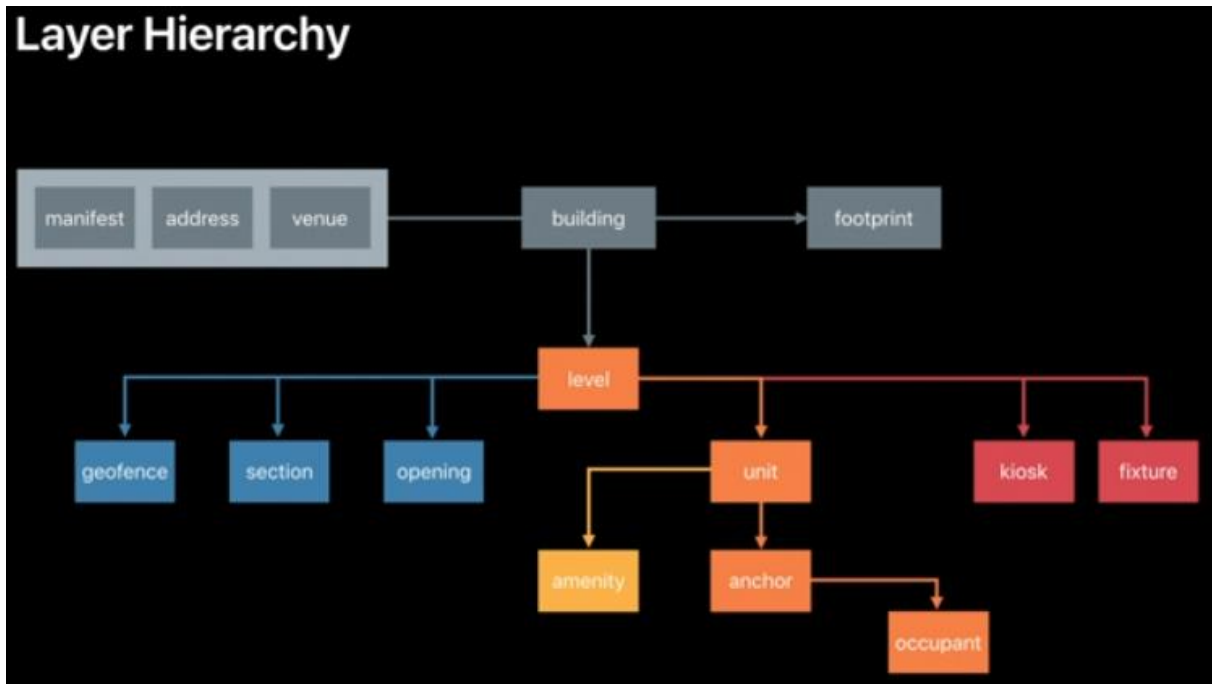 Layer Hierarchy
manifest address venue building footprint
level
geofence section opening unit kiosk fixture
amenity anchor
occupant